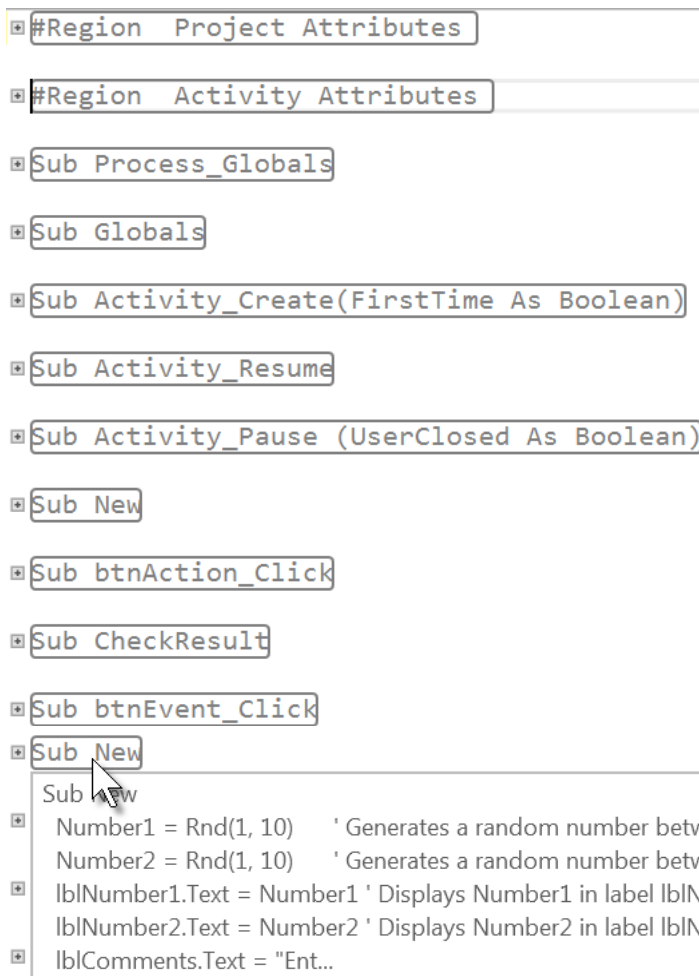 #Region  Project Attributes
#Region  Activity Attributes
Sub Process_Globals
Sub Globals
Sub Activity_Create(FirstTime As Boolean)
Sub Activity_Resume
Sub Activity_Pause (UserClosed As Boolean)
Sub New
Sub btnAction_Click
Sub CheckResult
Sub btnEvent_Click
Sub New
Sub New
Number1 = Rnd(1, 10)     ' Generates a random number betw
Number2 = Rnd(1, 10)     ' Generates a random number betw
lblNumber1.Text = Number1 ' Displays Number1 in label lblN
lblNumber2.Text = Number2 ' Displays Number2 in label lblN
lblComments.Text = "Ent...